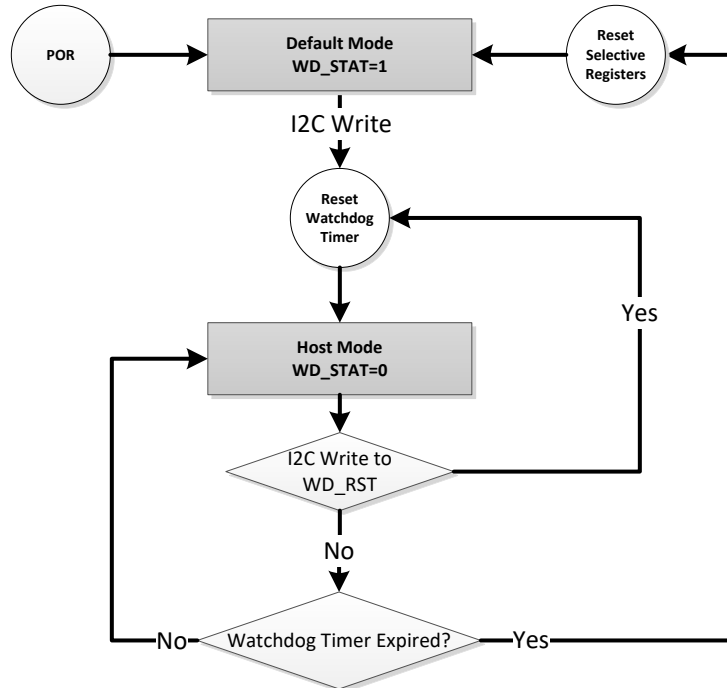 POR
Default Mode
WD_STAT=1
Reset
Selective
Registers
I2C Write
Reset
Watchdog
Timer
Yes
Host Mode
WD_STAT=0
I2C Write to
WD_RST
No
No
Watchdog Timer Expired?
Yes